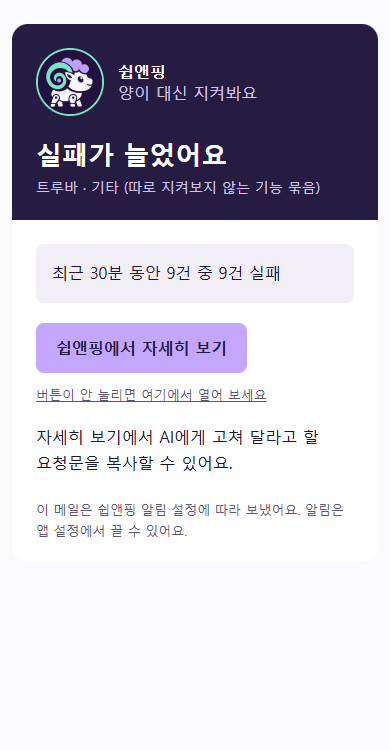 쉽앤핑
양이 대신 지켜봐요
실패가 늘었어요
트루바 · 기타 (따로 지켜보지 않는 기능 묶음)
최근 30분 동안 9건 중 9건 실패
쉽앤핑에서 자세히 보기
버튼이 안 눌리면 여기에서 열어 보세요
자세히 보기에서 AI에게 고쳐 달라고 할
요청문을 복사할 수 있어요.
이 메일은 쉽앤핑 알림 설정에 따라 보냈어요. 알림은
앱 설정에서 끌 수 있어요.